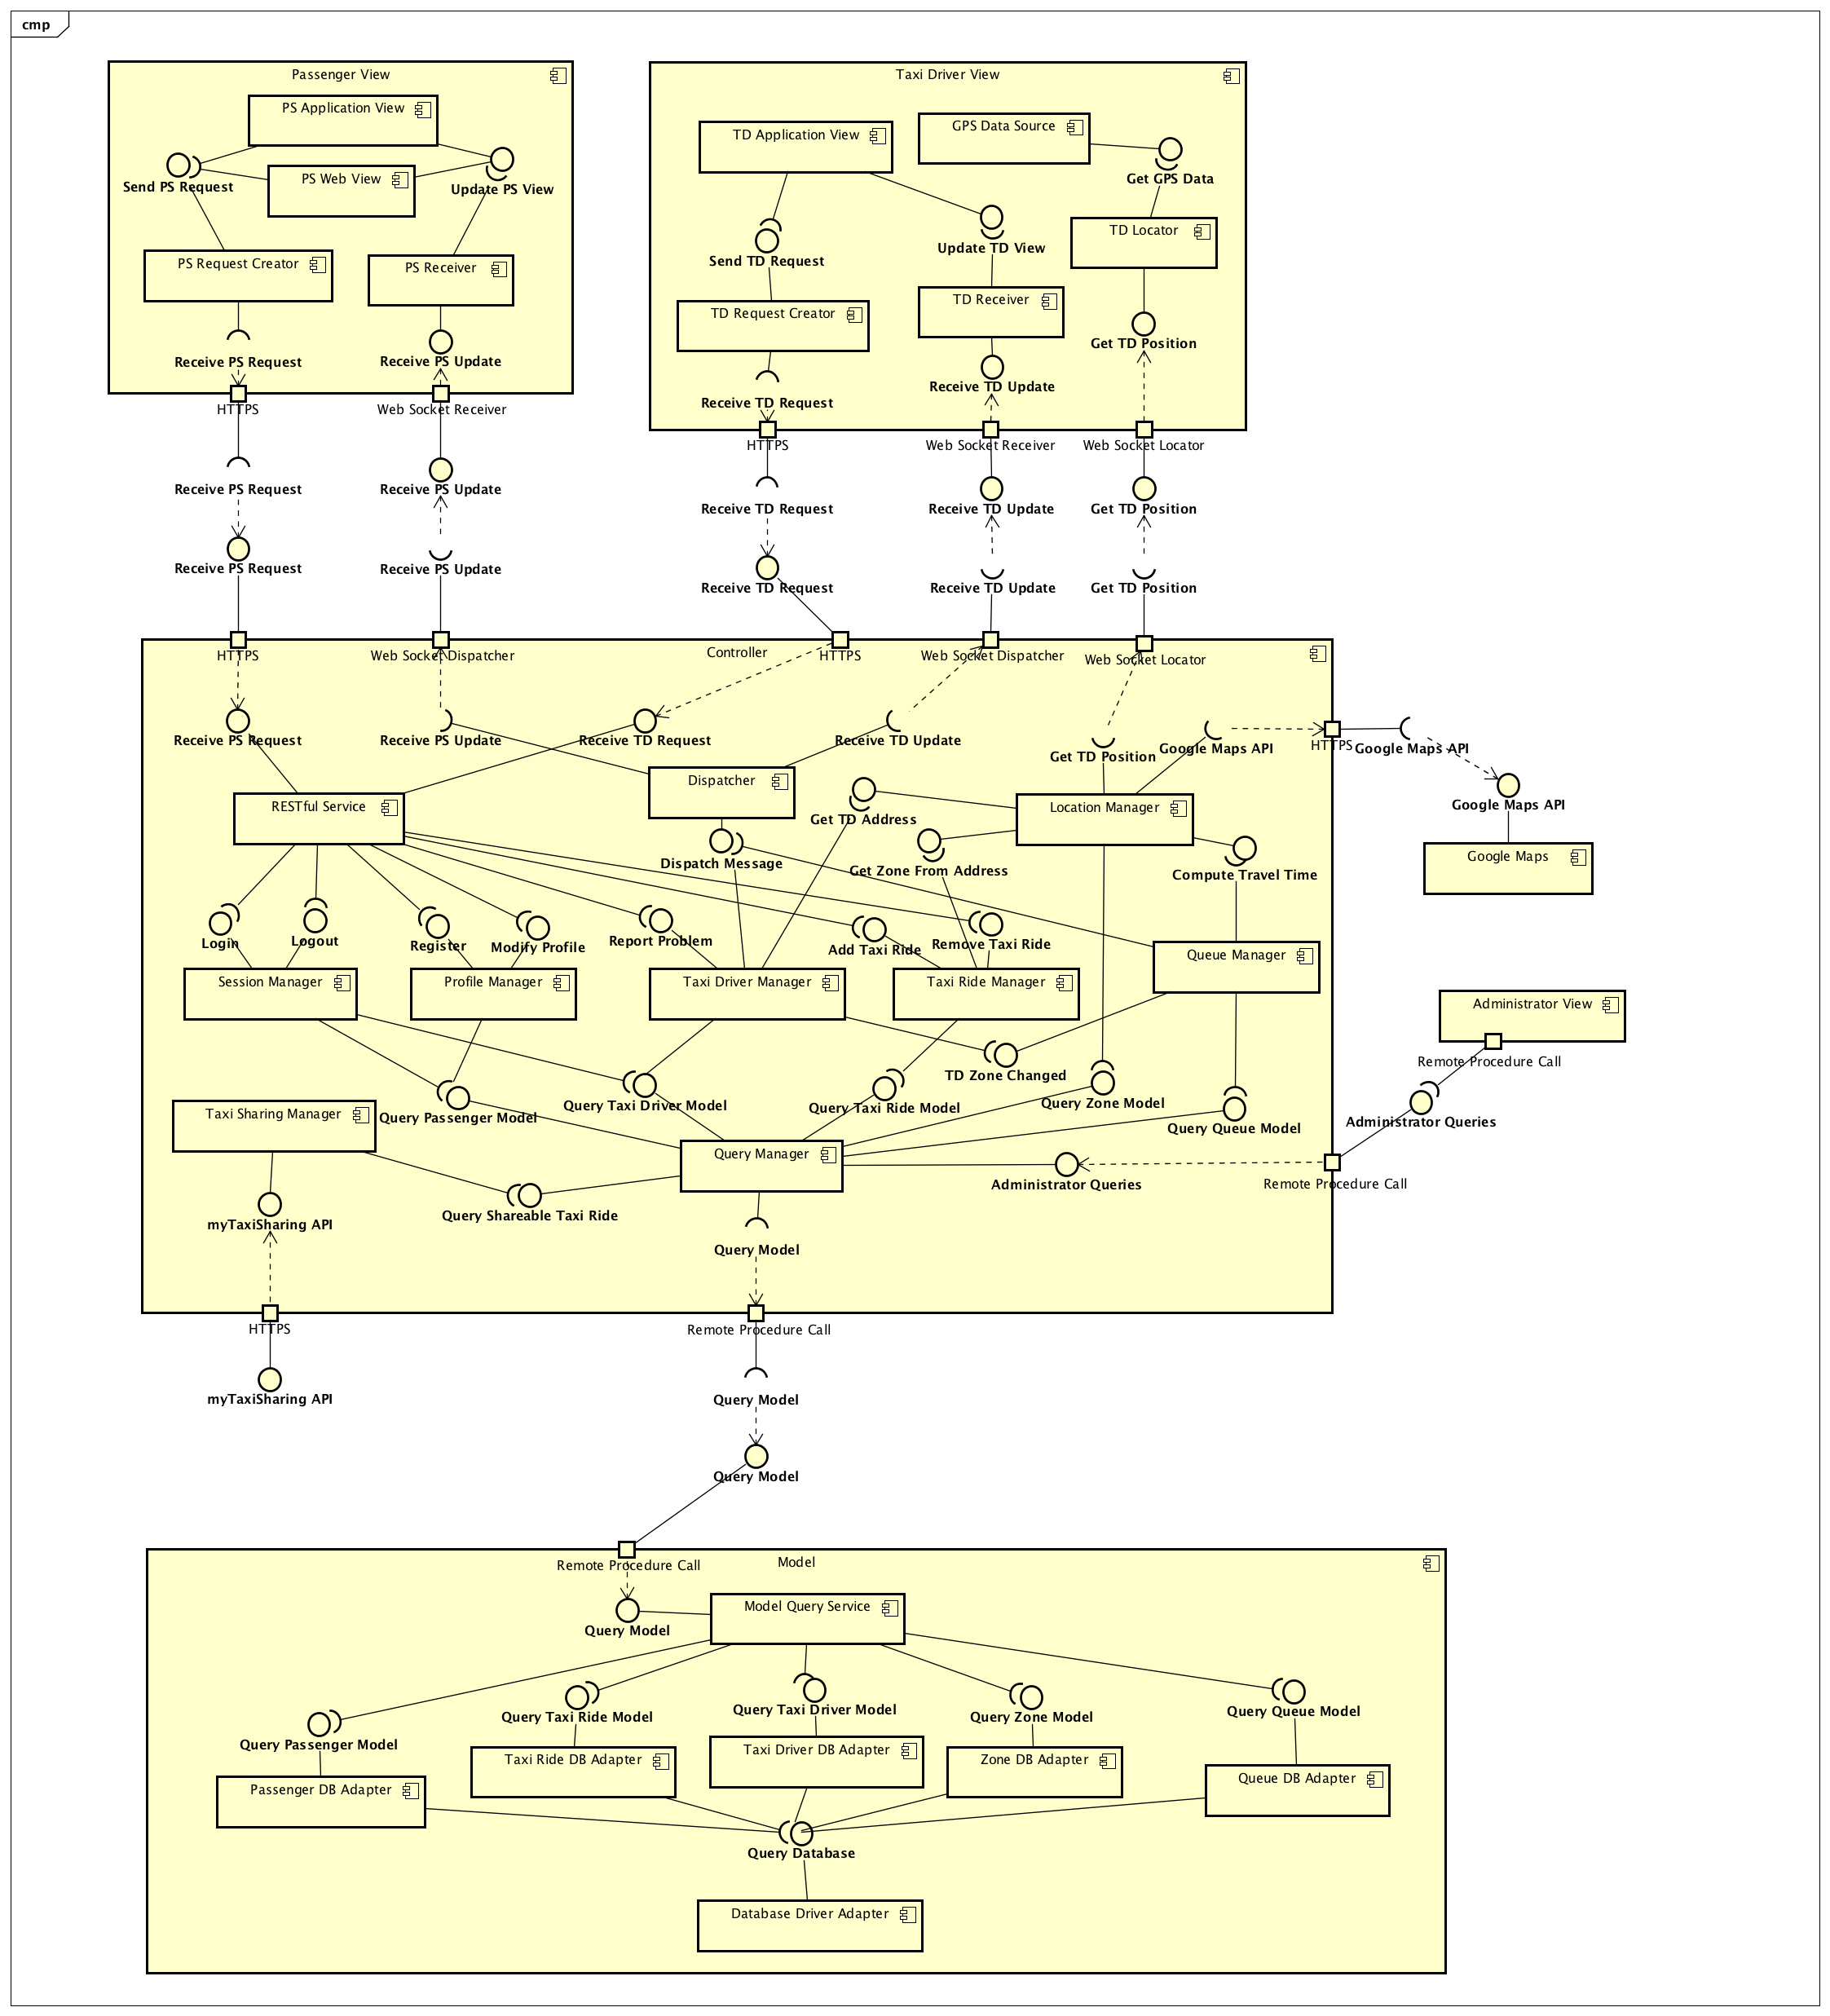 cmp
Passenger View
Taxi Driver View
PS Application View
GPS Data Source
TD Application View
PS Web View
Send PS Request
Update PS View
Get GPS Data
TD Locator
Update TD View
Send TD Request
PS Request Creator
PS Receiver
TD Receiver
TD Request Creator
Get TD Position
Receive PS Request
Receive PS Update
Receive TD Update
Receive TD Request
HTTPS
Web Socket Receiver
HTTPS
Web Socket Receiver
Web Socket Locator
Receive PS Request
Receive PS Update
Receive TD Request
Receive TD Update
Get TD Position
Receive PS Request
Receive PS Update
Receive TD Request
Receive TD Update
Get TD Position
HTTPS
Web Socket Dispatcher
Controller
HTTPS
Web Socket Dispatcher
Web Socket Locator
Receive PS Request
Receive PS Update
Receive TD Request
Receive TD Update
Get TD Position
Google Maps API
HTTPS
Google Maps API
Dispatcher
RESTful Service
Location Manager
Google Maps API
Get TD Address
Google Maps
Dispatch Message
Get Zone From Address
Compute Travel Time
Login
Logout
Register
Modify Profile
Report Problem
Add Taxi Ride
Remove Taxi Ride
Queue Manager
Session Manager
Profile Manager
Taxi Driver Manager
Taxi Ride Manager
Administrator View
Remote Procedure Call
TD Zone Changed
Query Passenger Model
Query Taxi Driver Model
Query Taxi Ride Model
Query Zone Model
Query Queue Model
Administrator Queries
Taxi Sharing Manager
Query Manager
Administrator Queries
Remote Procedure Call
Query Shareable Taxi Ride
myTaxiSharing API
Query Model
HTTPS
Remote Procedure Call
myTaxiSharing API
Query Model
Query Model
Remote Procedure Call
Model
Model Query Service
Query Model
Query Passenger Model
Query Taxi Ride Model
Query Taxi Driver Model
Query Zone Model
Query Queue Model
Passenger DB Adapter
Taxi Ride DB Adapter
Taxi Driver DB Adapter
Zone DB Adapter
Queue DB Adapter
Query Database
Database Driver Adapter